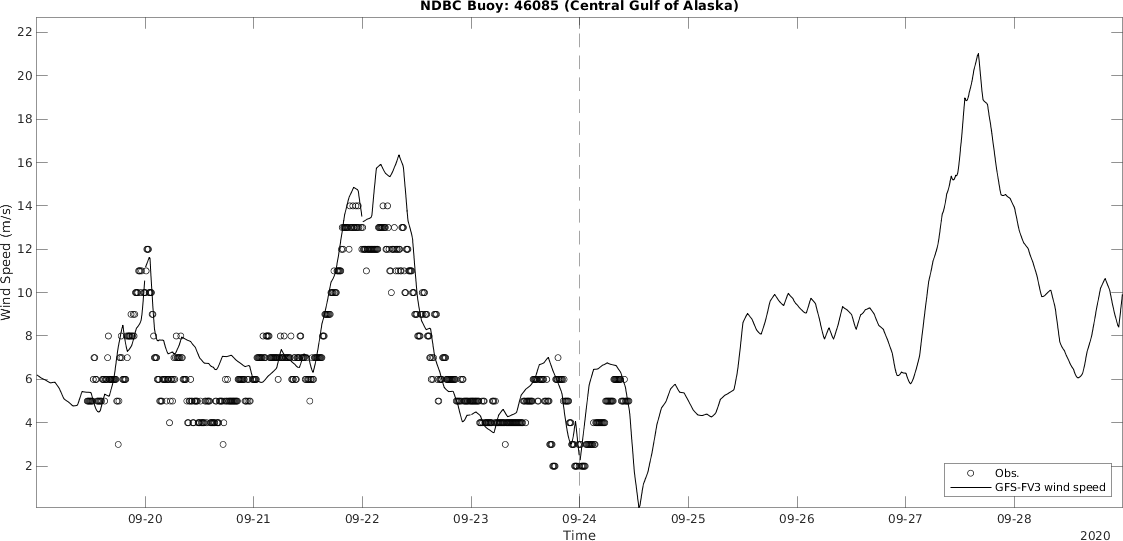 NDBC Buoy: 46085 (Central Gulf of Alaska)
22
20
18
16
14
12
10
8
6
4
2
Wind Speed (m/s)
Obs.
GFS-FV3 wind speed
09-20 09-21 09-22 09-23 09-24 09-25 09-26 09-27 09-28
Time
2020